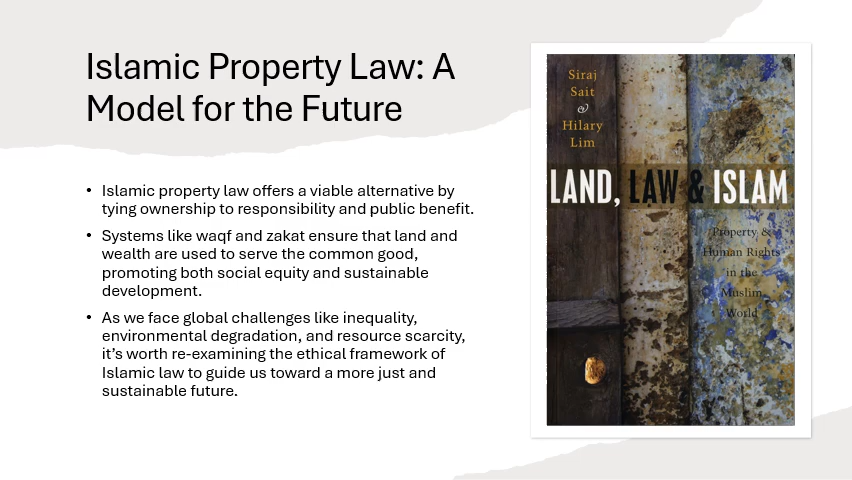 Islamic Property Law: A
Model for the Future
• Islamic property law offers a viable alternative by
tying ownership to responsibility and public benefit.
• Systems like waqf and zakat ensure that land and
wealth are used to serve the common good,
promoting both social equity and sustainable
development.
• As we face global challenges like inequality,
environmental degradation, and resource scarcity,
it’s worth re-examining the ethical framework of
Islamic law to guide us toward a more just and
sustainable future.
Siraj
Sait
&
Hilary
Lim
LAND, LAW & ISLAM
Property &
Human Rights
in the
Muslim
World